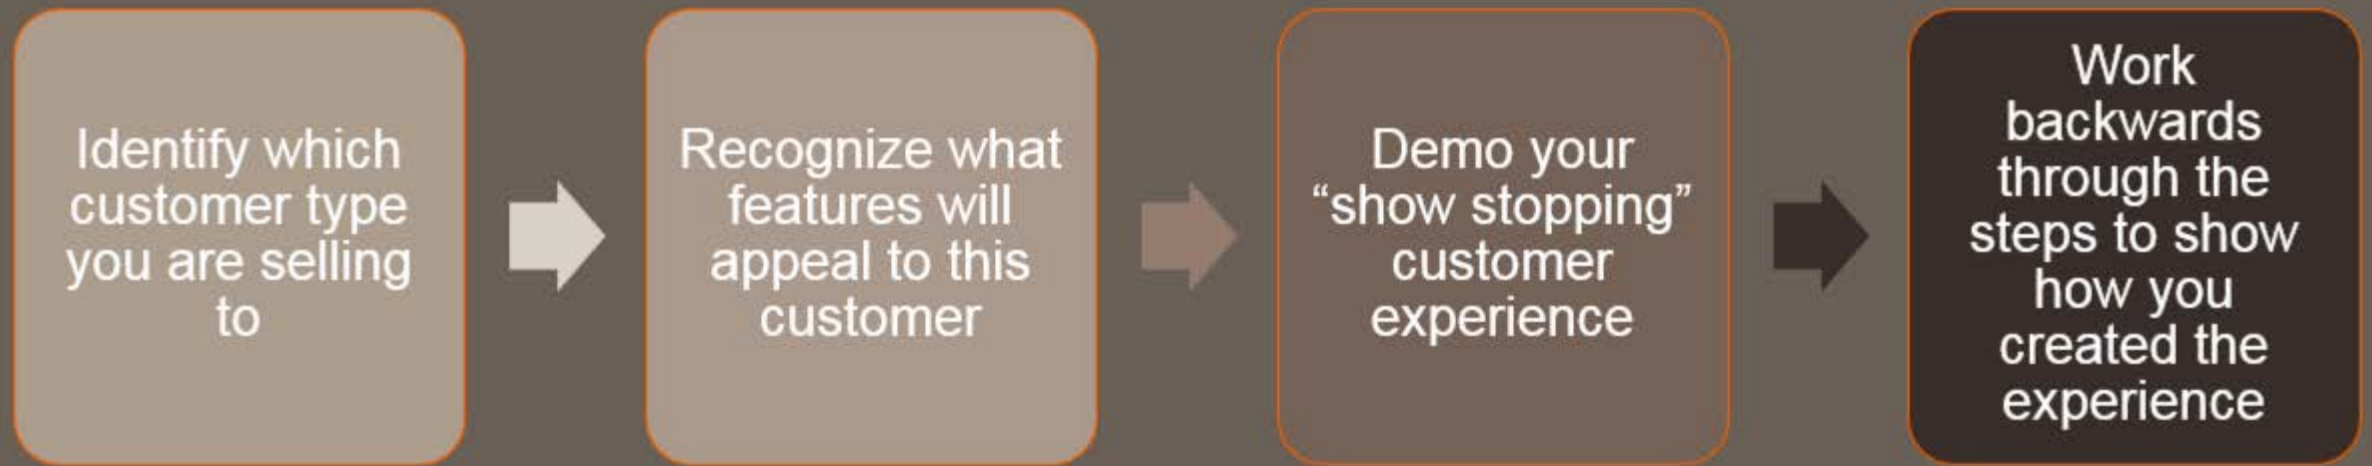 Identify which
customer type
you are selling
to
Recognize what
features will
appeal to this
customer
Demo your
“show stopping”
customer
experience
Work
backwards
through the
steps to show
how you
created the
experience